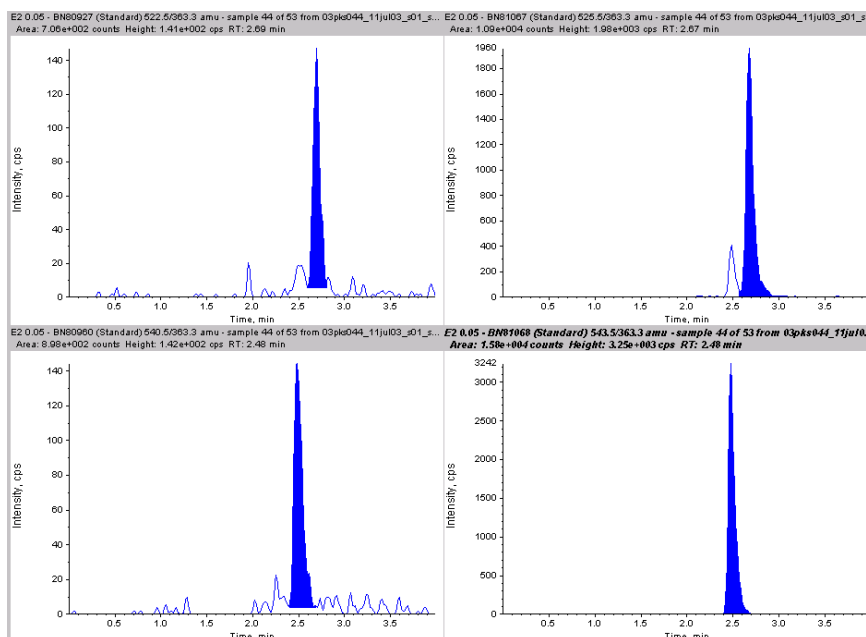 E2 0.05 - BN80927 (Standard) 522.5/363.3 amu - sample 44 of 53 from 03pks044_11jul03_s01_s...
Area: 7.06e+002 counts Height: 1.41e+002 cps RT: 2.69 min
140
120
100
80
60
40
20
0
Intensity, cps
0.5 1.0 1.5 2.0 2.5 3.0 3.5
Time, min
E2 0.05 - BN81067 (Standard) 525.5/363.3 amu - sample 44 of 53 from 03pks044_11jul03_s01_s...
Area: 1.09e+004 counts Height: 1.98e+003 cps RT: 2.67 min
1960
1800
1600
1400
1200
1000
800
600
400
200
0
Intensity, cps
0.5 1.0 1.5 2.0 2.5 3.0 3.5
Time, min
E2 0.05 - BN80960 (Standard) 540.5/363.3 amu - sample 44 of 53 from 03pks044_11jul03_s01_s...
Area: 8.98e+002 counts Height: 1.42e+002 cps RT: 2.48 min
140
120
100
80
60
40
20
0
Intensity, cps
0.5 1.0 1.5 2.0 2.5 3.0 3.5
Time, min
E2 0.05 - BN81068 (Standard) 543.5/363.3 amu - sample 44 of 53 from 03pks044_11jul0
Area: 1.58e+004 counts Height: 3.25e+003 cps RT: 2.48 min
3242
3000
2500
2000
1500
1000
500
0
Intensity, cps
0.5 1.0 1.5 2.0 2.5 3.0 3.5
Time, min